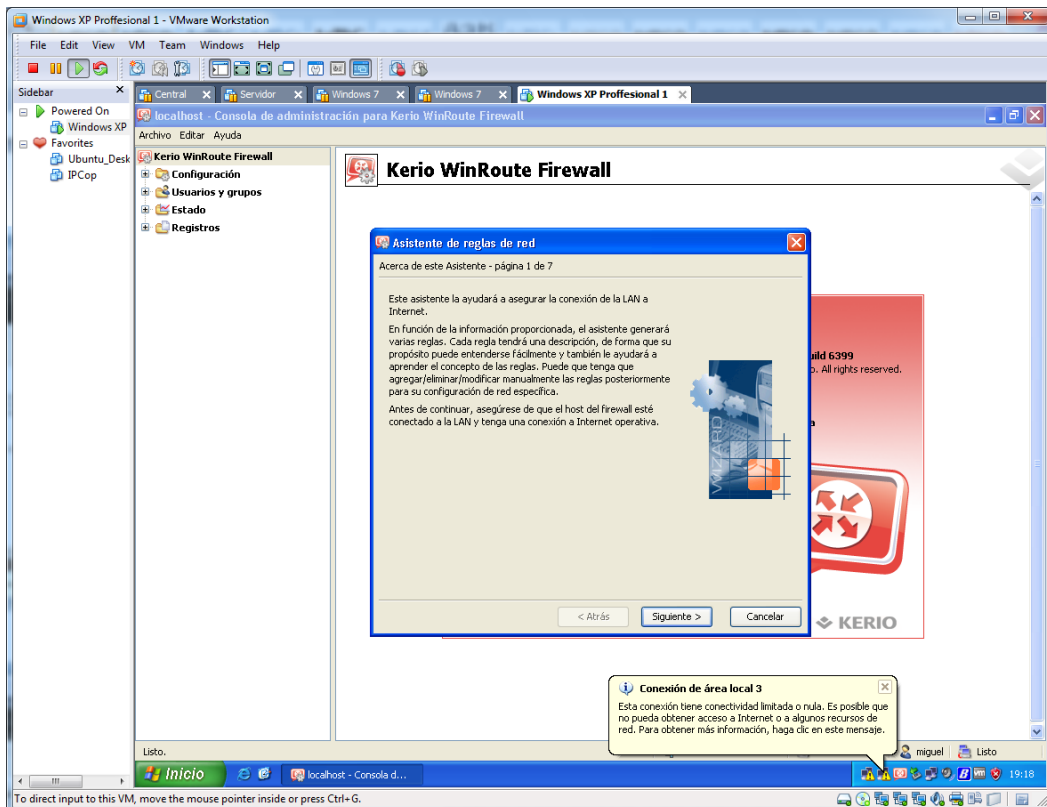 Windows XP Proffesional 1 - VMware Workstation
File Edit View VM Team Windows Help
Sidebar ×
Powered On
Windows XP
Favorites
Ubuntu_Desk
IPCop
Central Servidor Windows 7 Windows 7 Windows XP Proffesional 1
localhost - Consola de administración para Kerio WinRoute Firewall
Archivo Editar Ayuda
Kerio WinRoute Firewall
Configuración
Usuarios y grupos
Estado
Registros
Kerio WinRoute Firewall
Asistente de reglas de red
Acerca de este Asistente - página 1 de 7
Este asistente la ayudará a asegurar la conexión de la LAN a
Internet.
En función de la información proporcionada, el asistente generará
varias reglas. Cada regla tendrá una descripción, de forma que su
propósito puede entenderse fácilmente y también le ayudará a
aprender el concepto de las reglas. Puede que tenga que
agregar/eliminar/modificar manualmente las reglas posteriormente
para su configuración de red específica.
Antes de continuar, asegúrese de que el host del firewall esté
conectado a la LAN y tenga una conexión a Internet operativa.
WIZARD
< Atrás Siguiente > Cancelar
6399
All rights reserved.
KERIO
Conexión de área local 3
Esta conexión tiene conectividad limitada o nula. Es posible que
no pueda obtener acceso a Internet o a algunos recursos de
red. Para obtener más información, haga clic en este mensaje.
Listo. miguel Listo
Inicio localhost - Consola d... 19:18
To direct input to this VM, move the mouse pointer inside or press Ctrl+G.